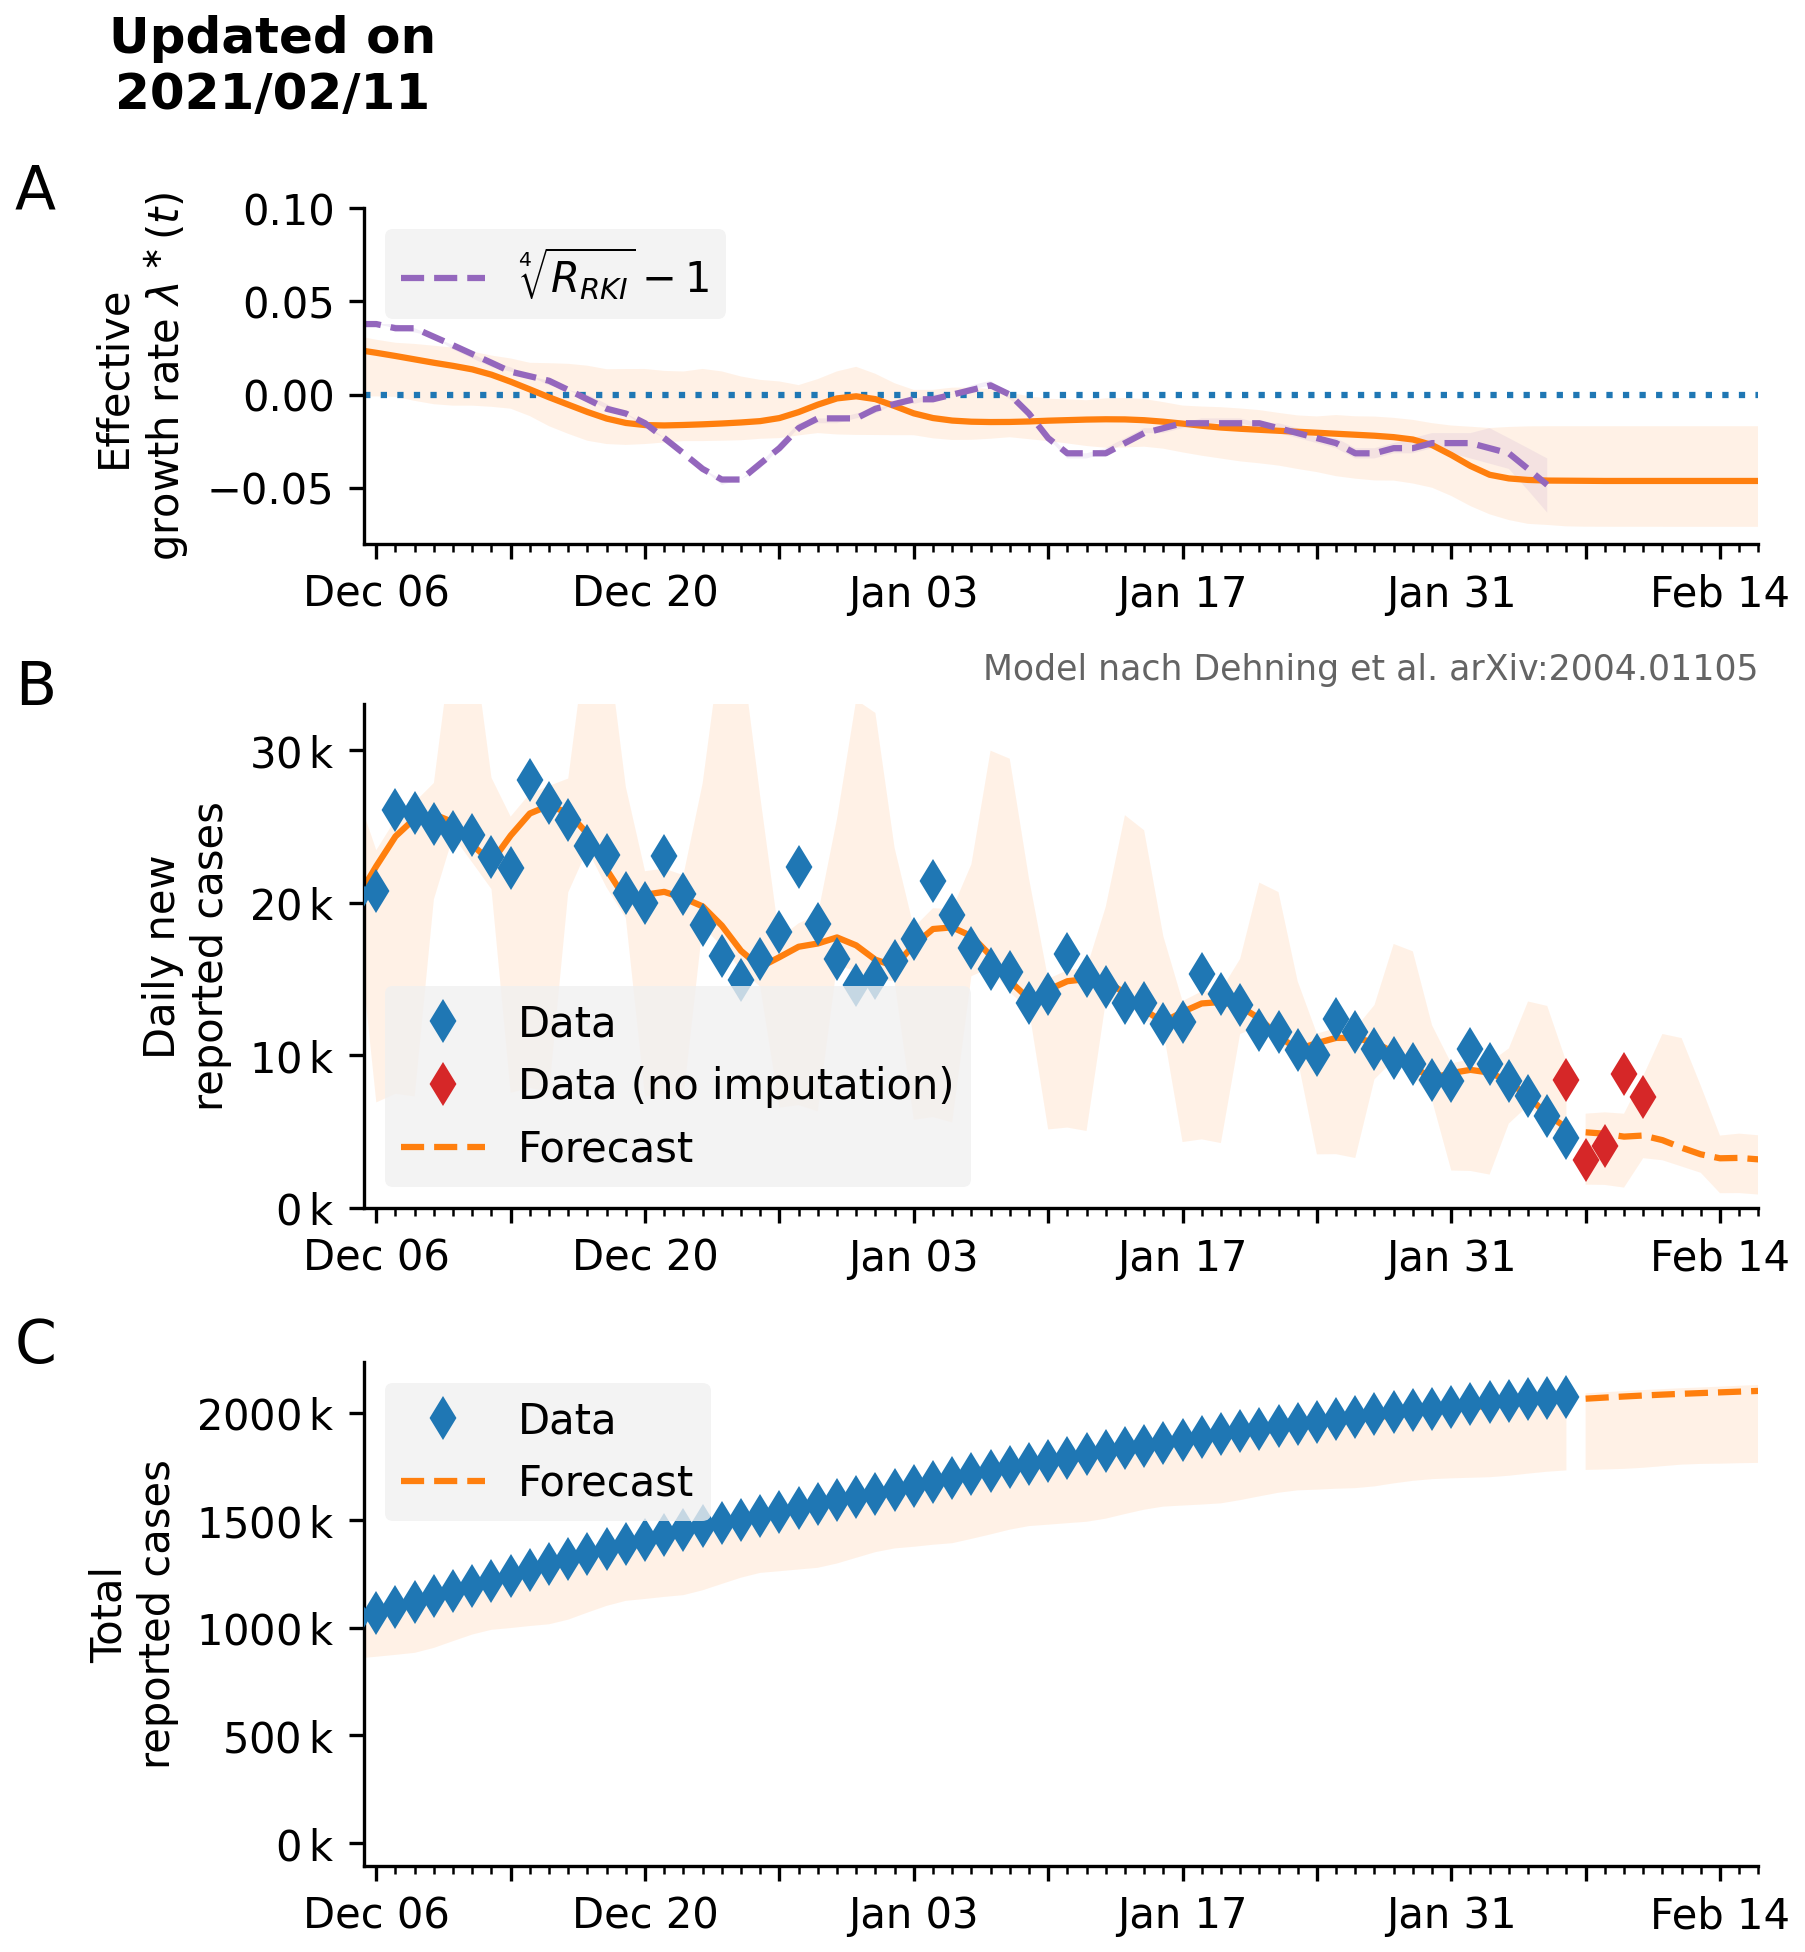 Updated on
2021/02/11
A
Effective
growth rate λ * (t)
0.10
0.05
0.00
−0.05
∜R_RKI − 1
Dec 06 Dec 20 Jan 03 Jan 17 Jan 31 Feb 14
Model nach Dehning et al. arXiv:2004.01105
B
Daily new
reported cases
30 k
20 k
10 k
0 k
Data
Data (no imputation)
Forecast
Dec 06 Dec 20 Jan 03 Jan 17 Jan 31 Feb 14
C
Total
reported cases
2000 k
1500 k
1000 k
500 k
0 k
Data
Forecast
Dec 06 Dec 20 Jan 03 Jan 17 Jan 31 Feb 14